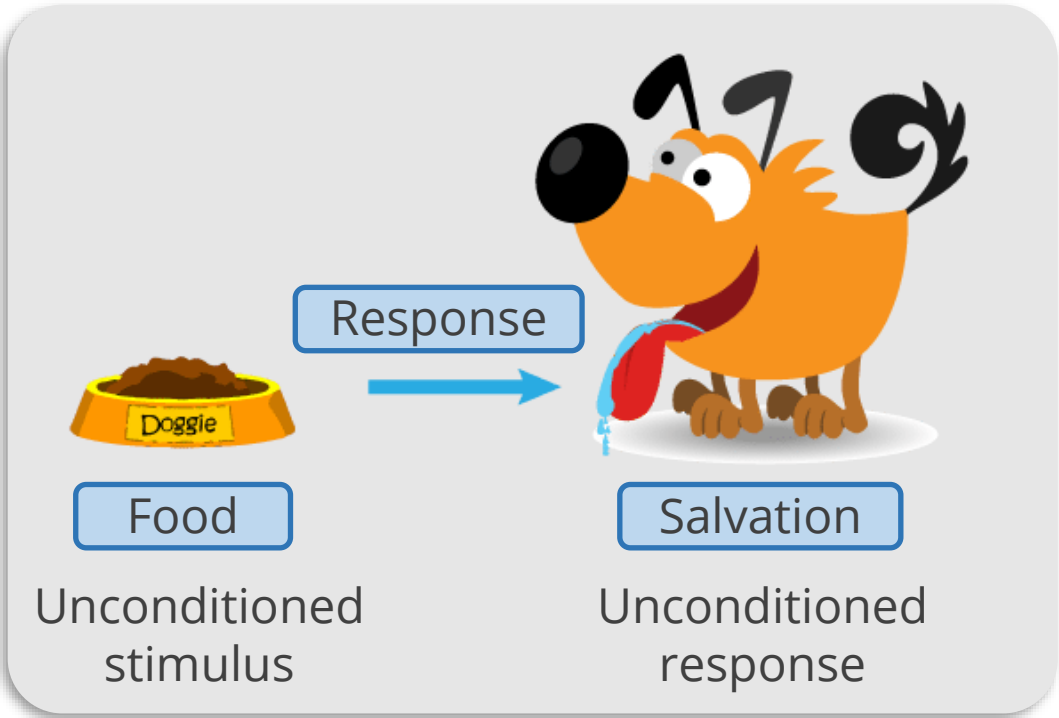 Response
Doggie
Food
Salvation
Unconditioned
stimulus
Unconditioned
response